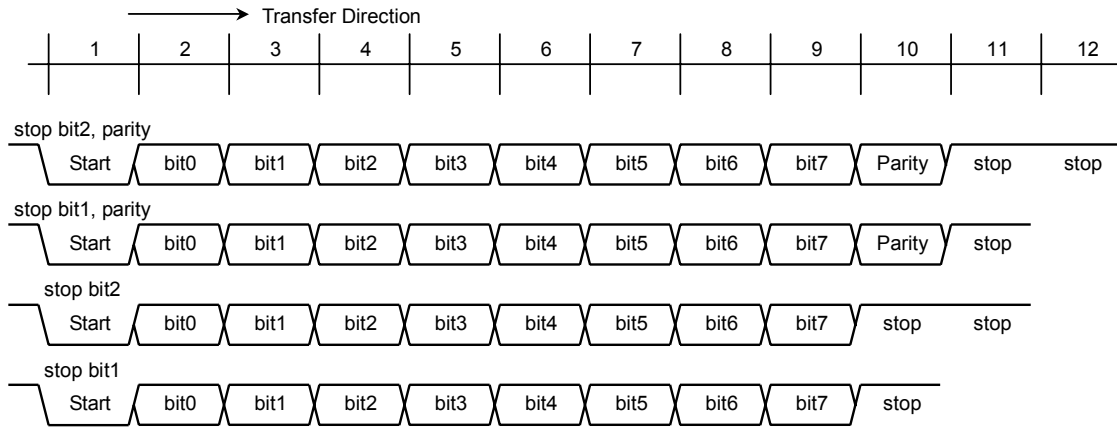 Transfer Direction
1 2 3 4 5 6 7 8 9 10 11 12
stop bit2, parity
Start bit0 bit1 bit2 bit3 bit4 bit5 bit6 bit7 Parity stop stop
stop bit1, parity
Start bit0 bit1 bit2 bit3 bit4 bit5 bit6 bit7 Parity stop
stop bit2
Start bit0 bit1 bit2 bit3 bit4 bit5 bit6 bit7 stop stop
stop bit1
Start bit0 bit1 bit2 bit3 bit4 bit5 bit6 bit7 stop